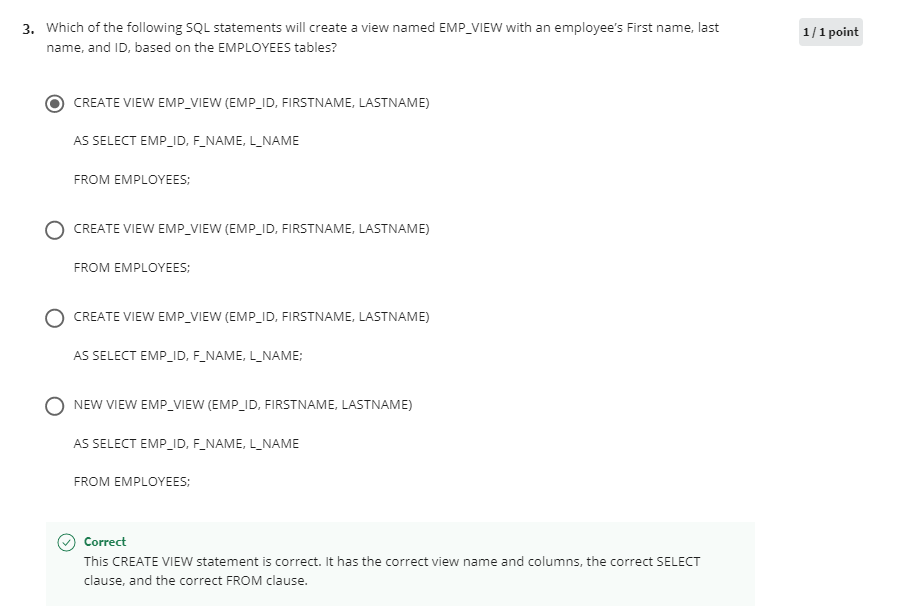 3. Which of the following SQL statements will create a view named EMP_VIEW with an employee's First name, last
name, and ID, based on the EMPLOYEES tables?
1 / 1 point
CREATE VIEW EMP_VIEW (EMP_ID, FIRSTNAME, LASTNAME)
AS SELECT EMP_ID, F_NAME, L_NAME
FROM EMPLOYEES;
CREATE VIEW EMP_VIEW (EMP_ID, FIRSTNAME, LASTNAME)
FROM EMPLOYEES;
CREATE VIEW EMP_VIEW (EMP_ID, FIRSTNAME, LASTNAME)
AS SELECT EMP_ID, F_NAME, L_NAME;
NEW VIEW EMP_VIEW (EMP_ID, FIRSTNAME, LASTNAME)
AS SELECT EMP_ID, F_NAME, L_NAME
FROM EMPLOYEES;
Correct
This CREATE VIEW statement is correct. It has the correct view name and columns, the correct SELECT
clause, and the correct FROM clause.